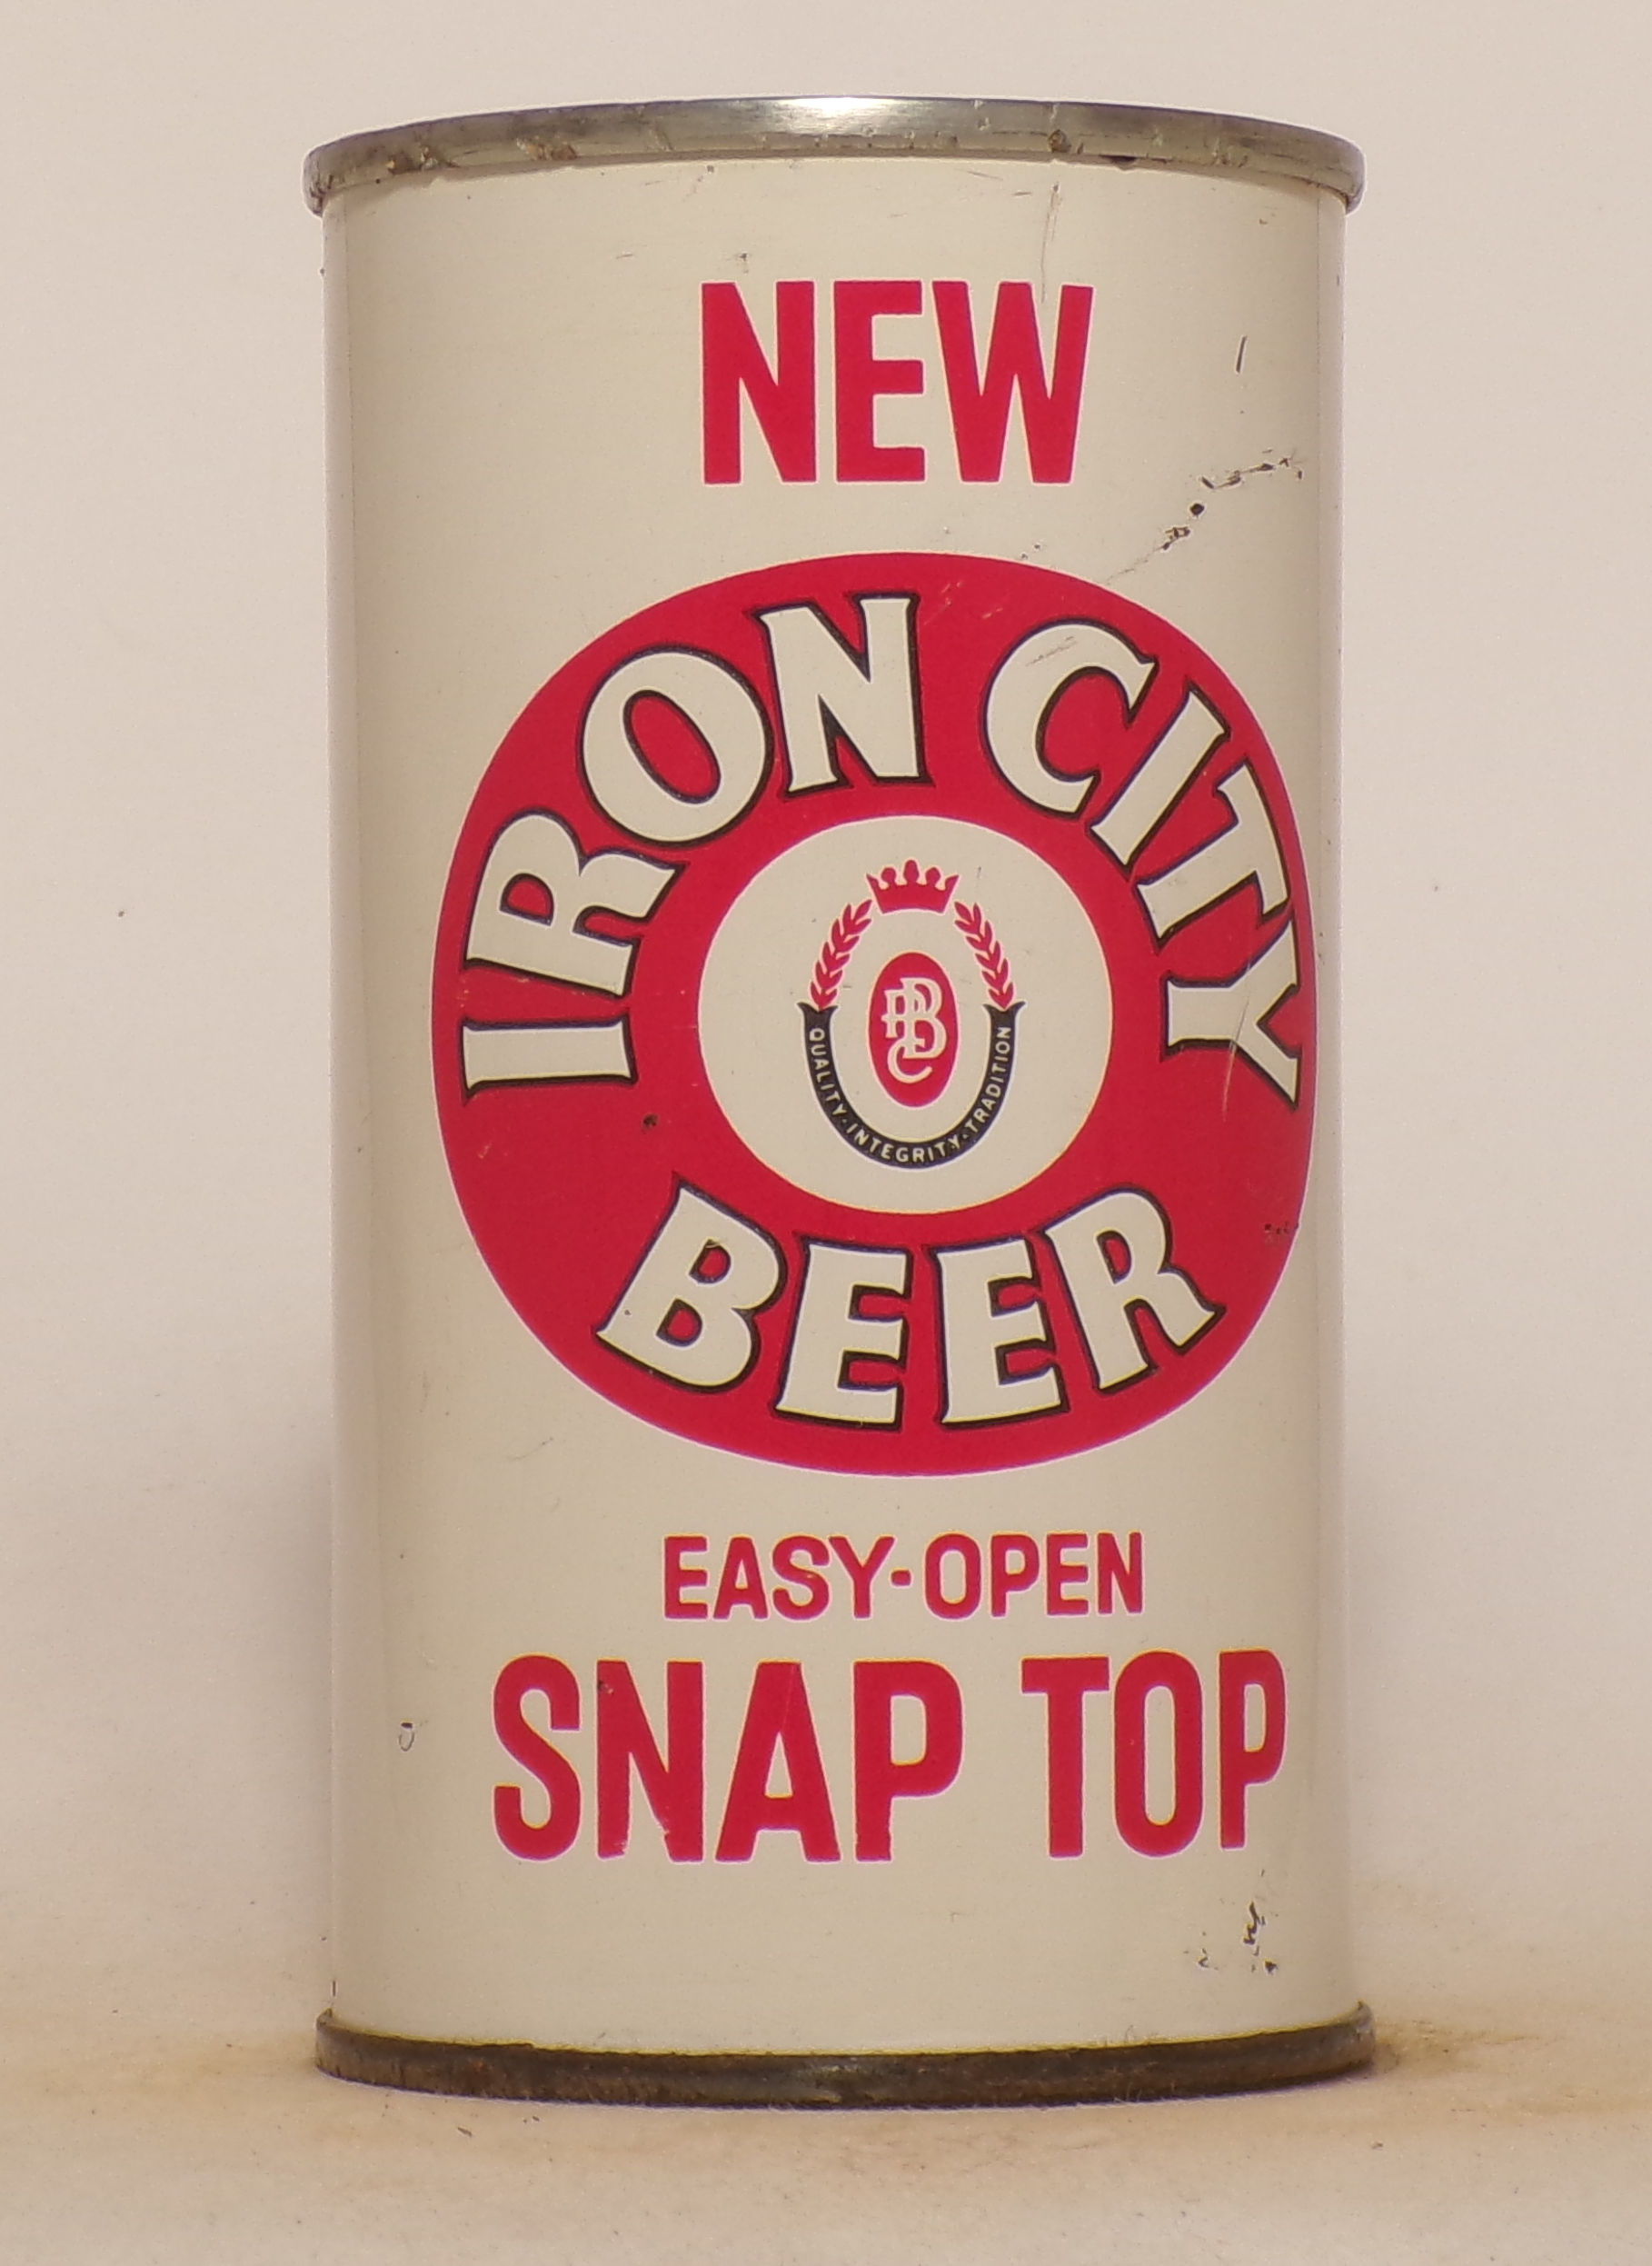 NEW
IRON CITY
PBC
QUALITY·INTEGRITY·TRADITION
BEER
EASY-OPEN
SNAP TOP